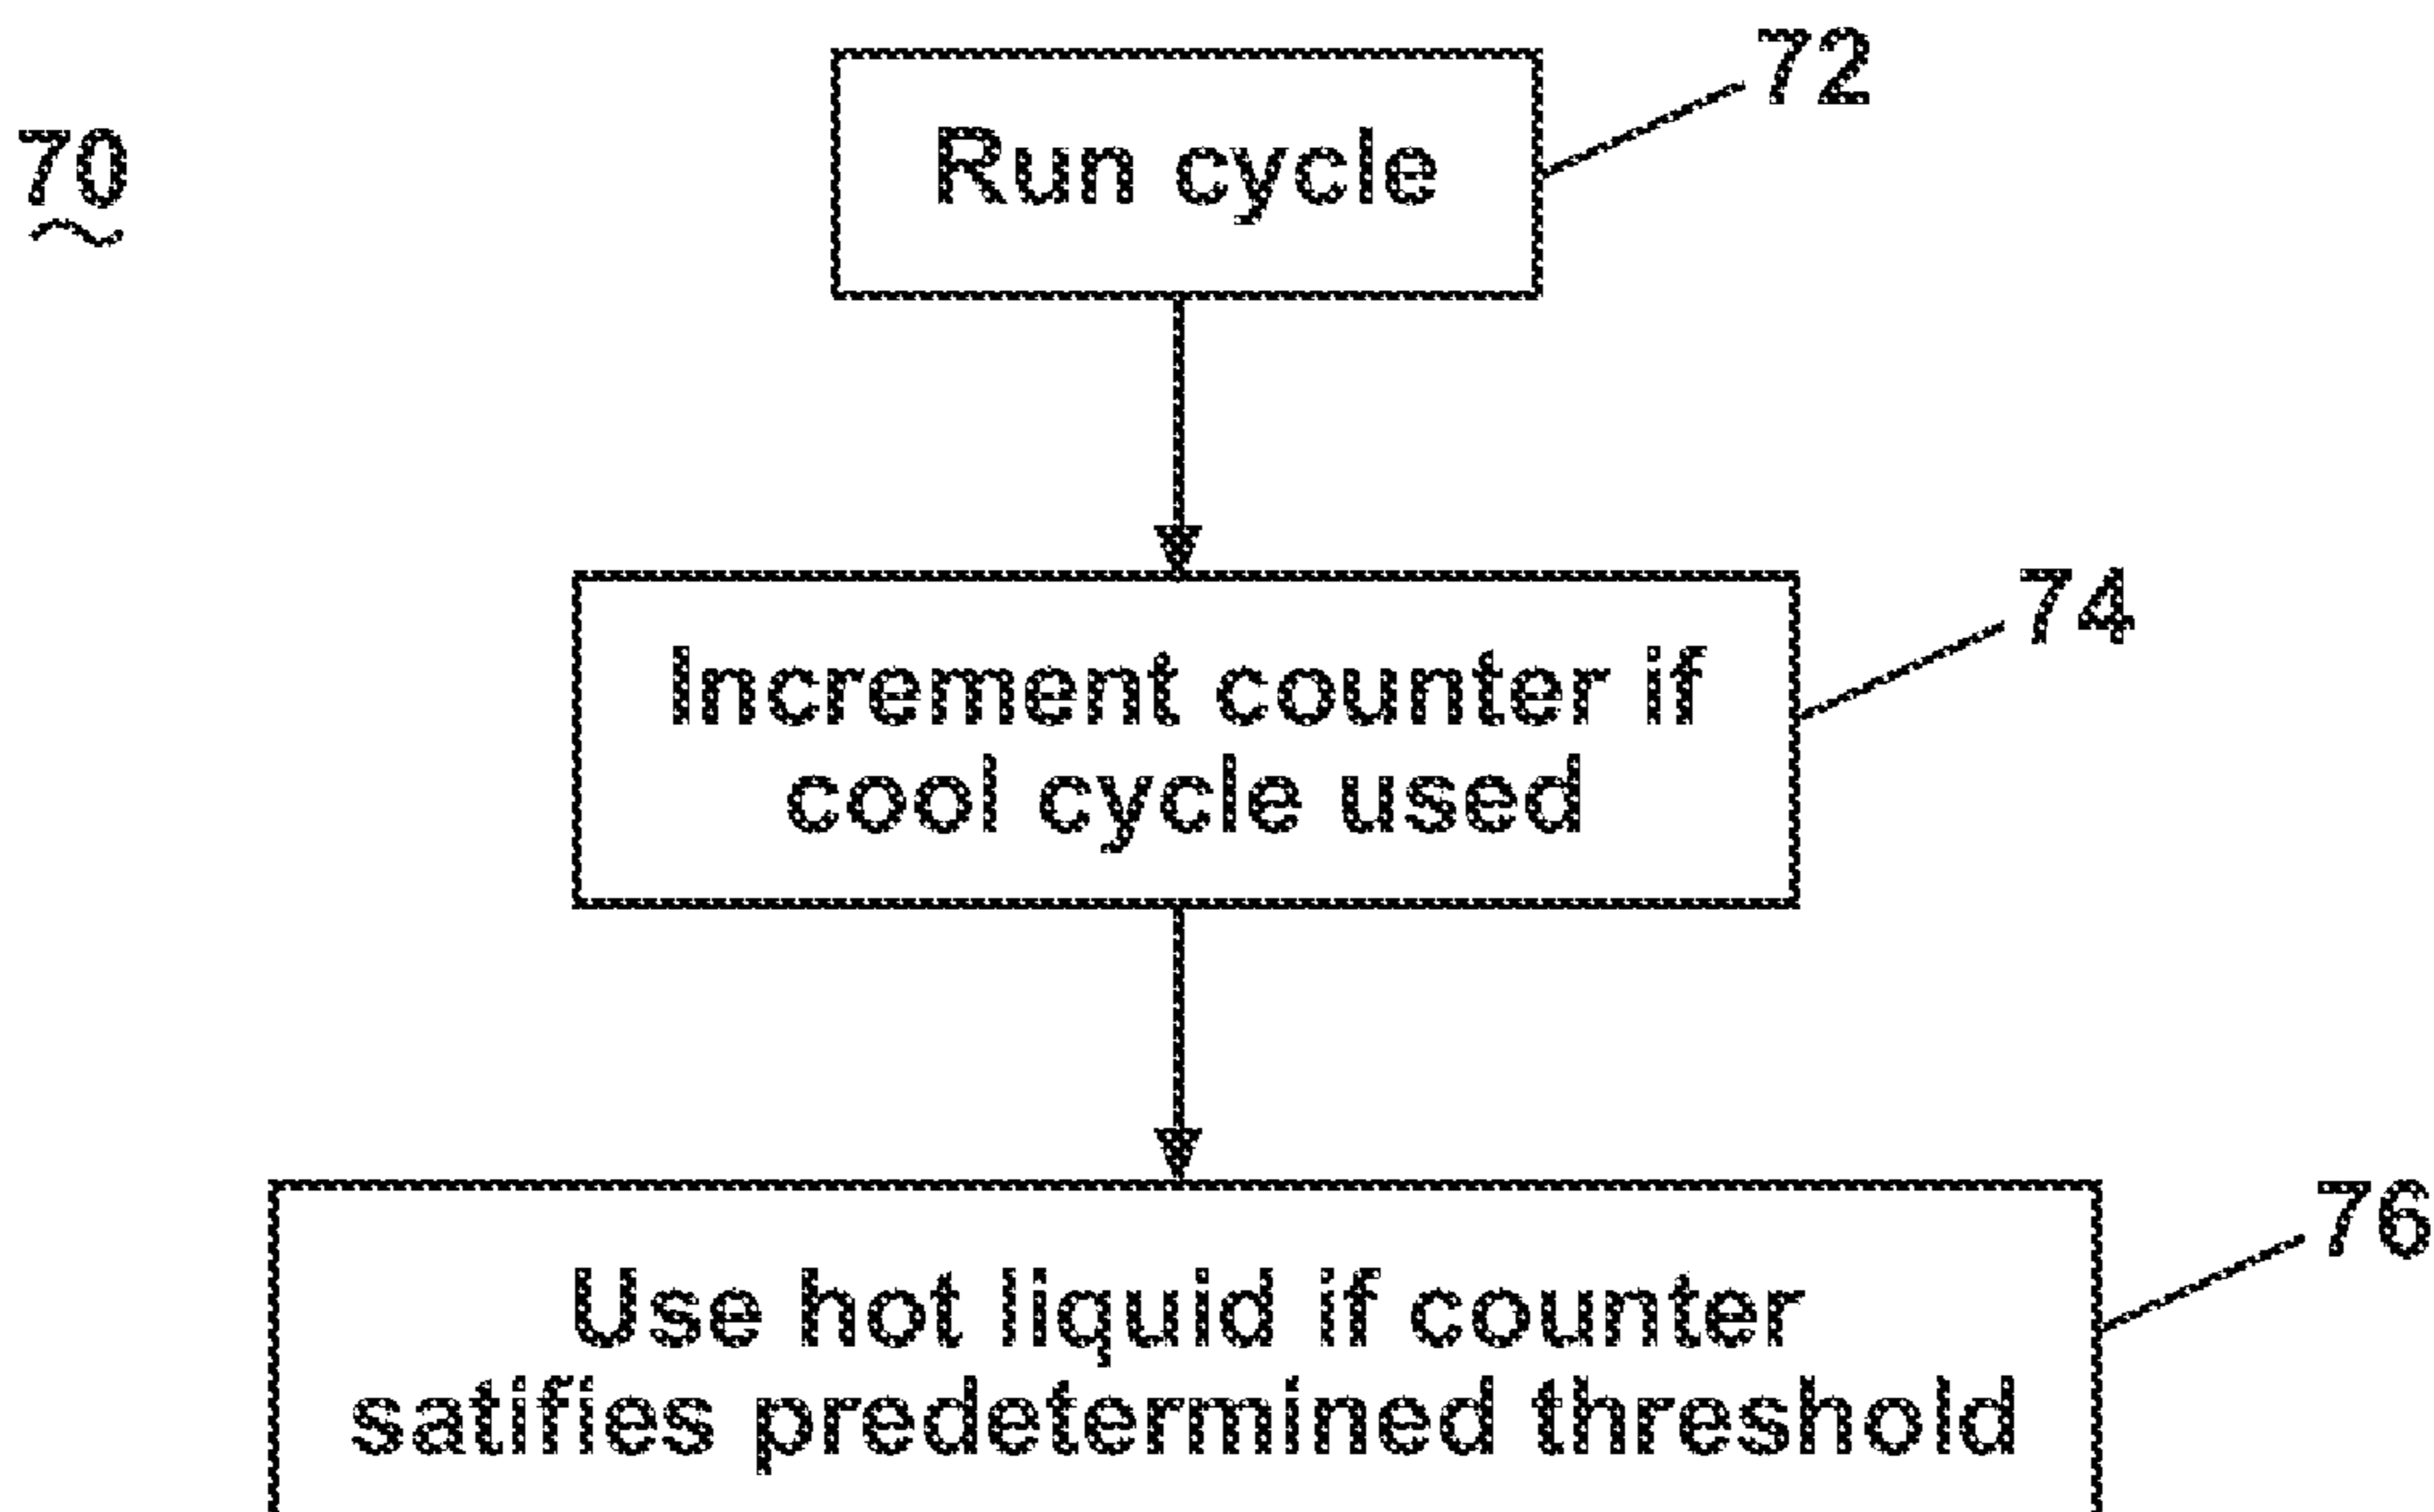 72
70
Run cycle
74
Increment counter if
cool cycle used
76
Use hot liquid if counter
satifies predetermined threshold